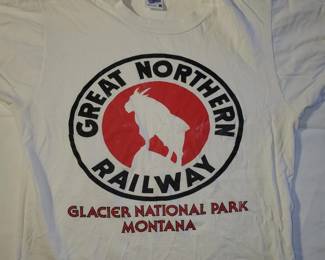 GREAT NORTHERN
RAILWAY
GLACIER NATIONAL PARK
MONTANA